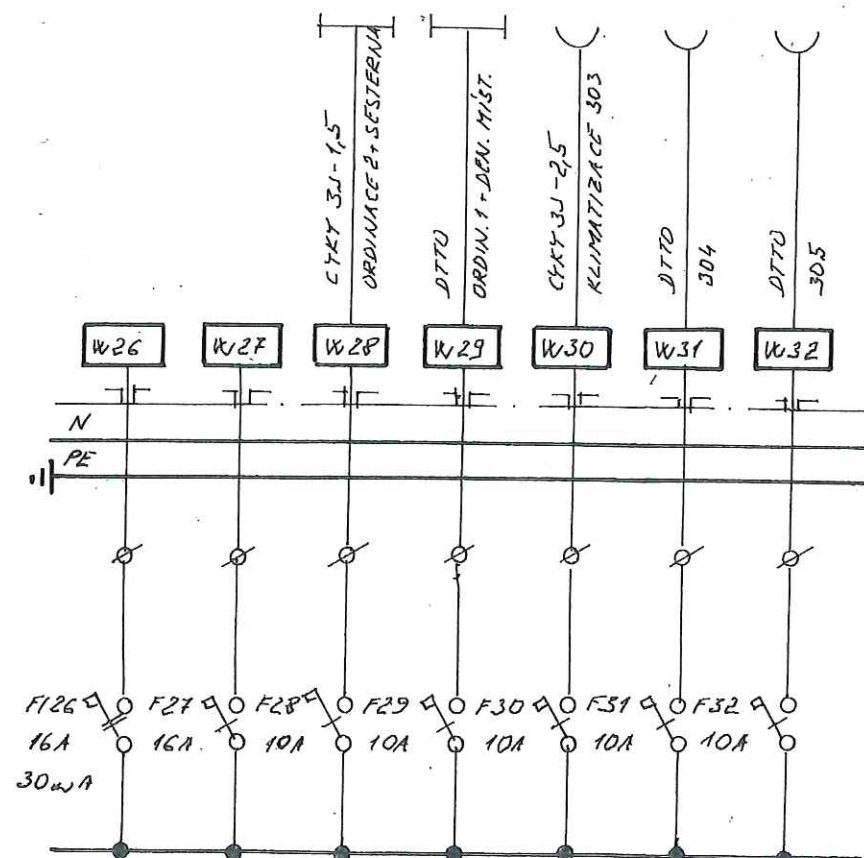 CYKY 3J-1,5
ORDINACE 2+SESTERNA
DTTO
ORDIN. 1+DEN. MÍST.
CYKY 3J-2,5
KLIMATIZACE 303
DTTO
304
DTTO
305
W26 W27 W28 W29 W30 W31 W32
N
PE
FI26 F27 F28 F29 F30 F31 F32
16A 16A 10A 10A 10A 10A 10A
30mA